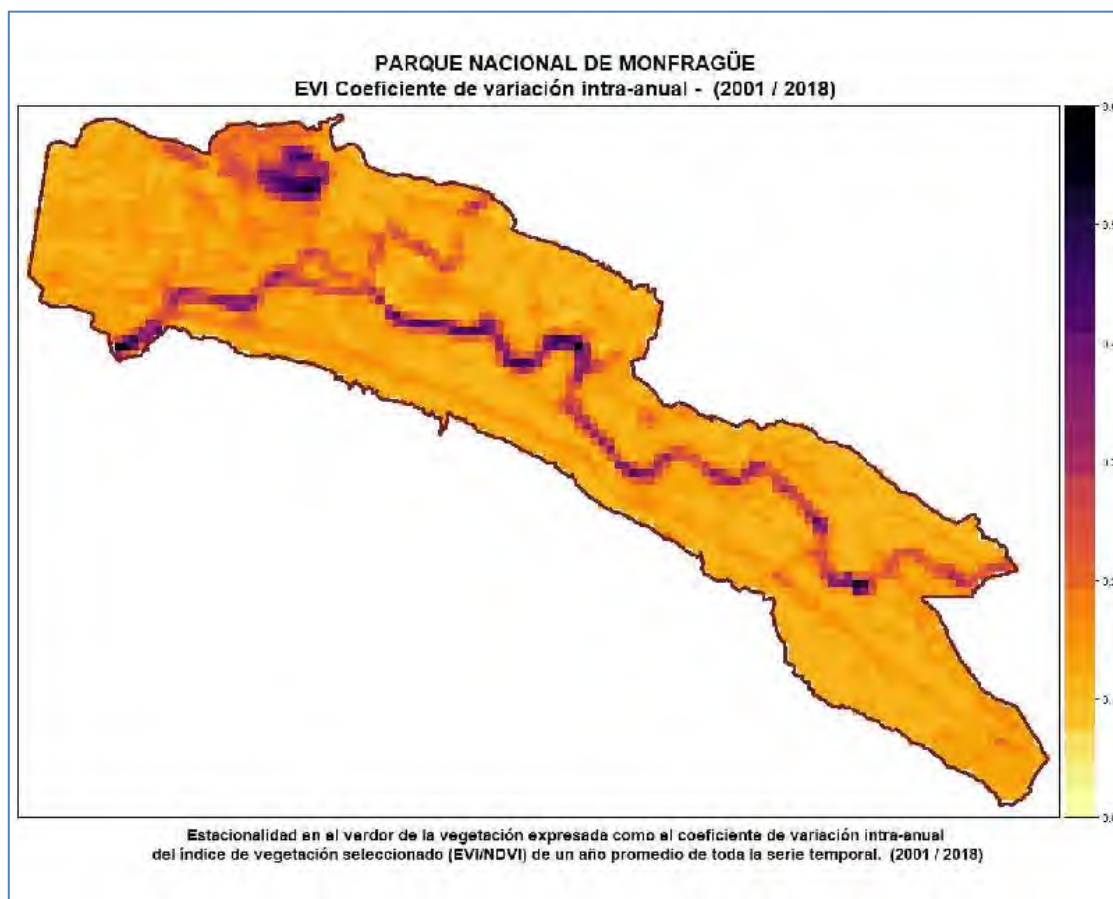 PARQUE NACIONAL DE MONFRAGÜE
EVI Coeficiente de variación intra-anual - (2001 / 2018)
Estacionalidad en el verdor de la vegetación expresada como el coeficiente de variación intra-anual
del índice de vegetación seleccionado (EVI/NDVI) de un año promedio de toda la serie temporal. (2001 / 2018)